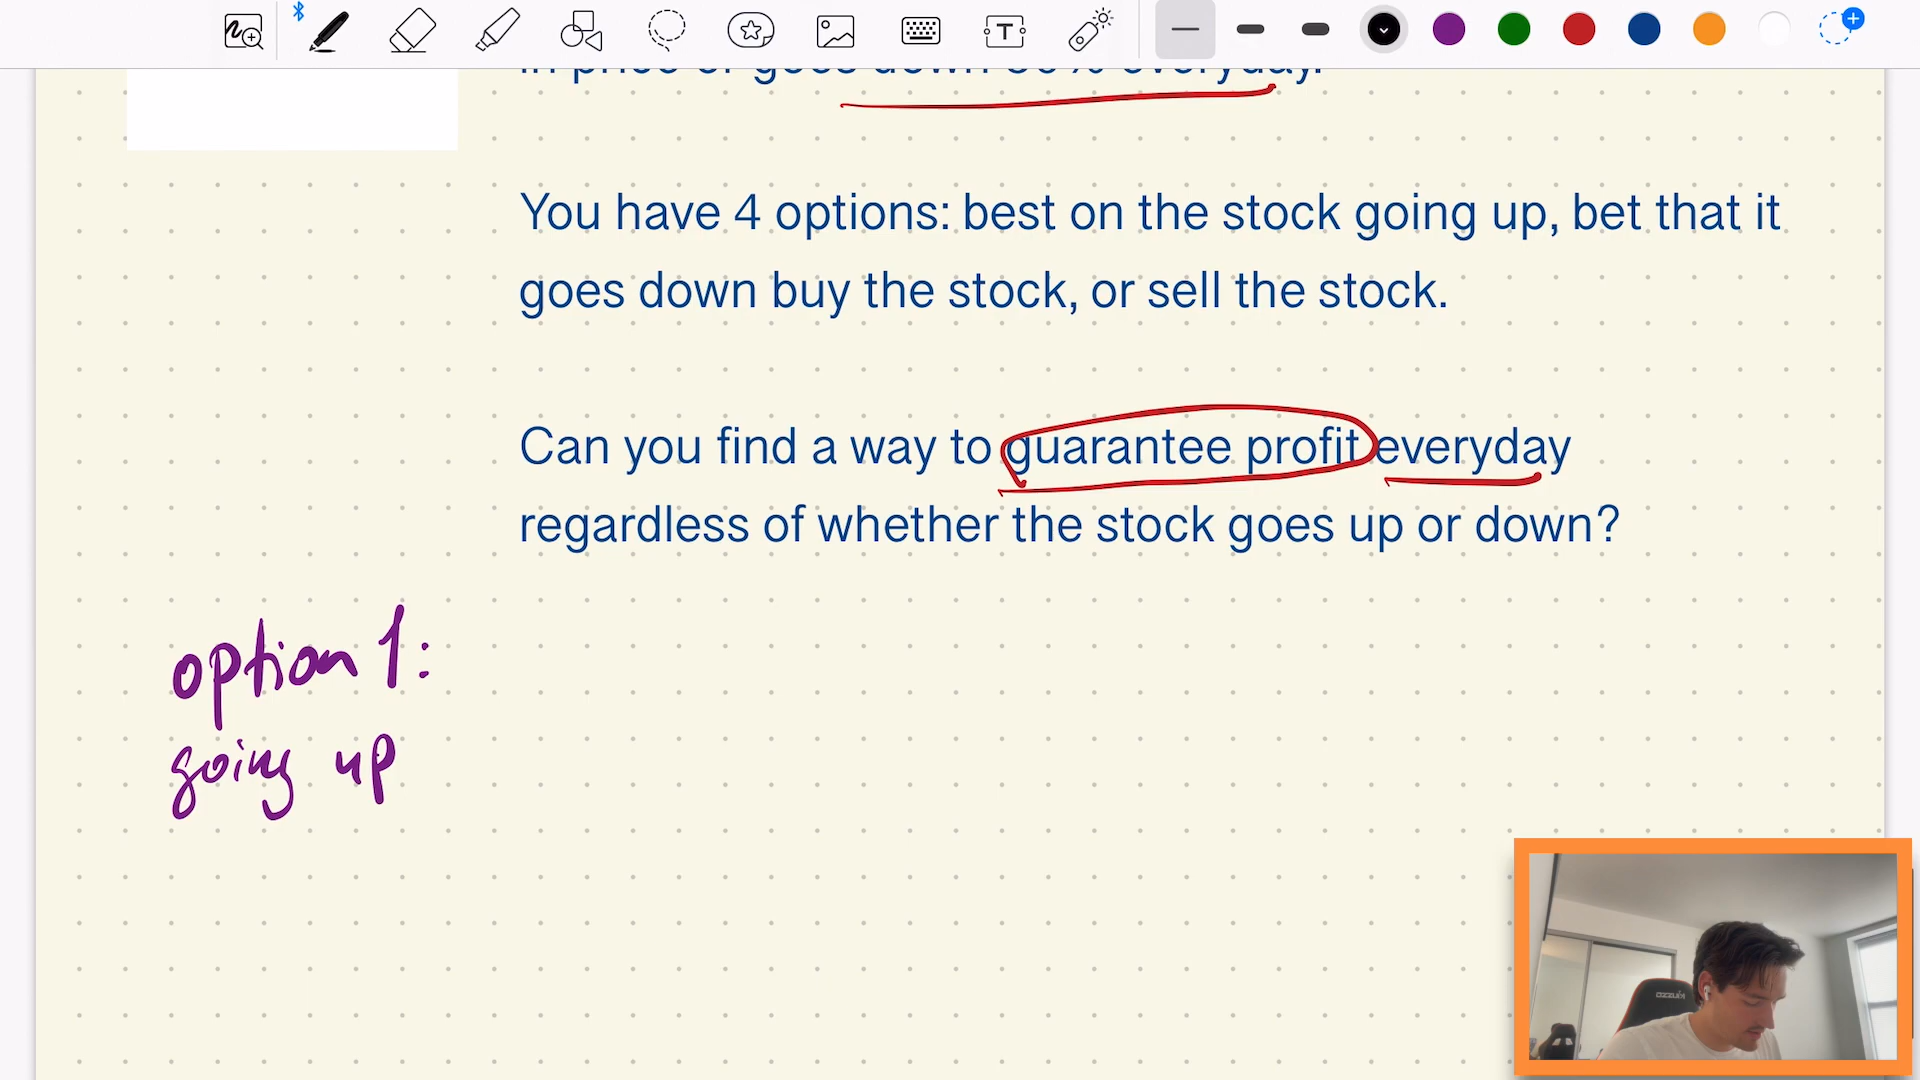 You have 4 options: best on the stock going up, bet that it
goes down buy the stock, or sell the stock.
Can you find a way to guarantee profit everyday
regardless of whether the stock goes up or down?
option 1:
going up